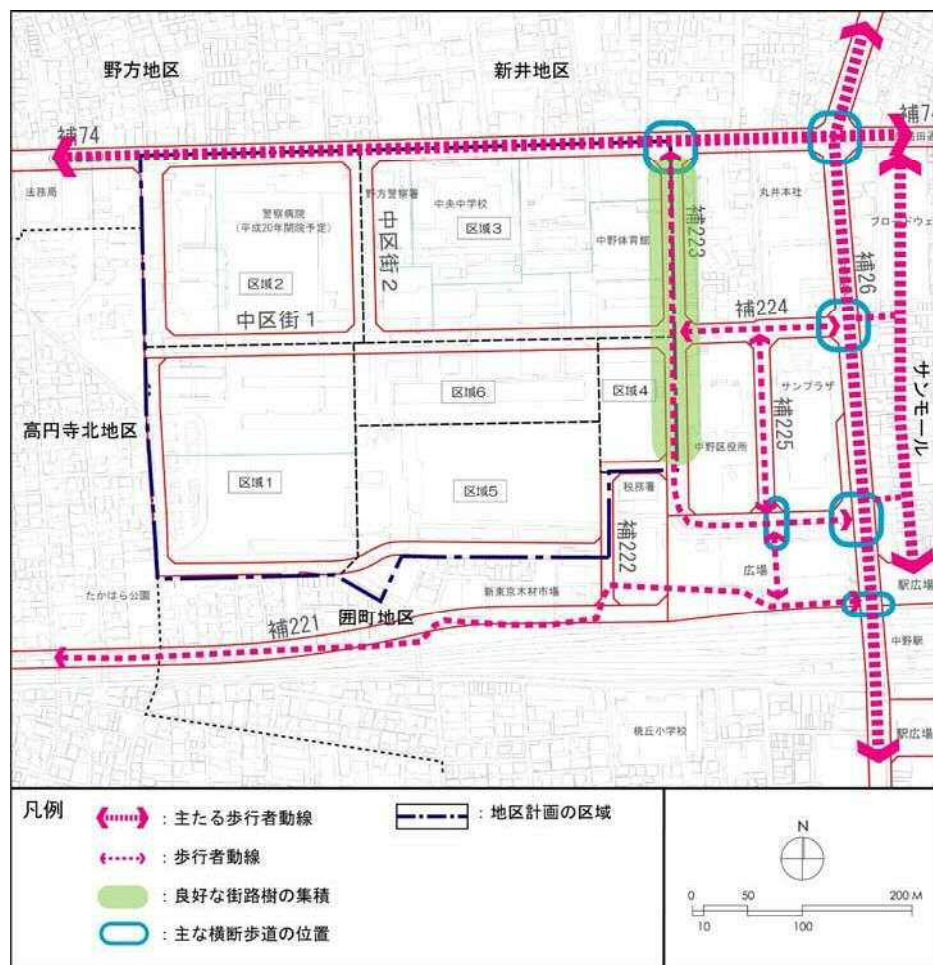 野方地区
新井地区
補74
補74
法務局
野方警察署
中央中学校
丸井本社
警察病院
（平成20年開院予定）
区域3
中野体育館
補223
中区街2
補26
区域2
中区街1
補224
区域6
区域4
サンプラザ
サンモール
高円寺北地区
中野区役所
補225
区域1
区域5
税務署
補222
広場
駅広場
たかはら公園
新東京木材市場
囲町地区
補221
中野駅
桃丘小学校
駅広場
凡例
：主たる歩行者動線
：地区計画の区域
：歩行者動線
：良好な街路樹の集積
：主な横断歩道の位置
N
0 50 200 M
10 100